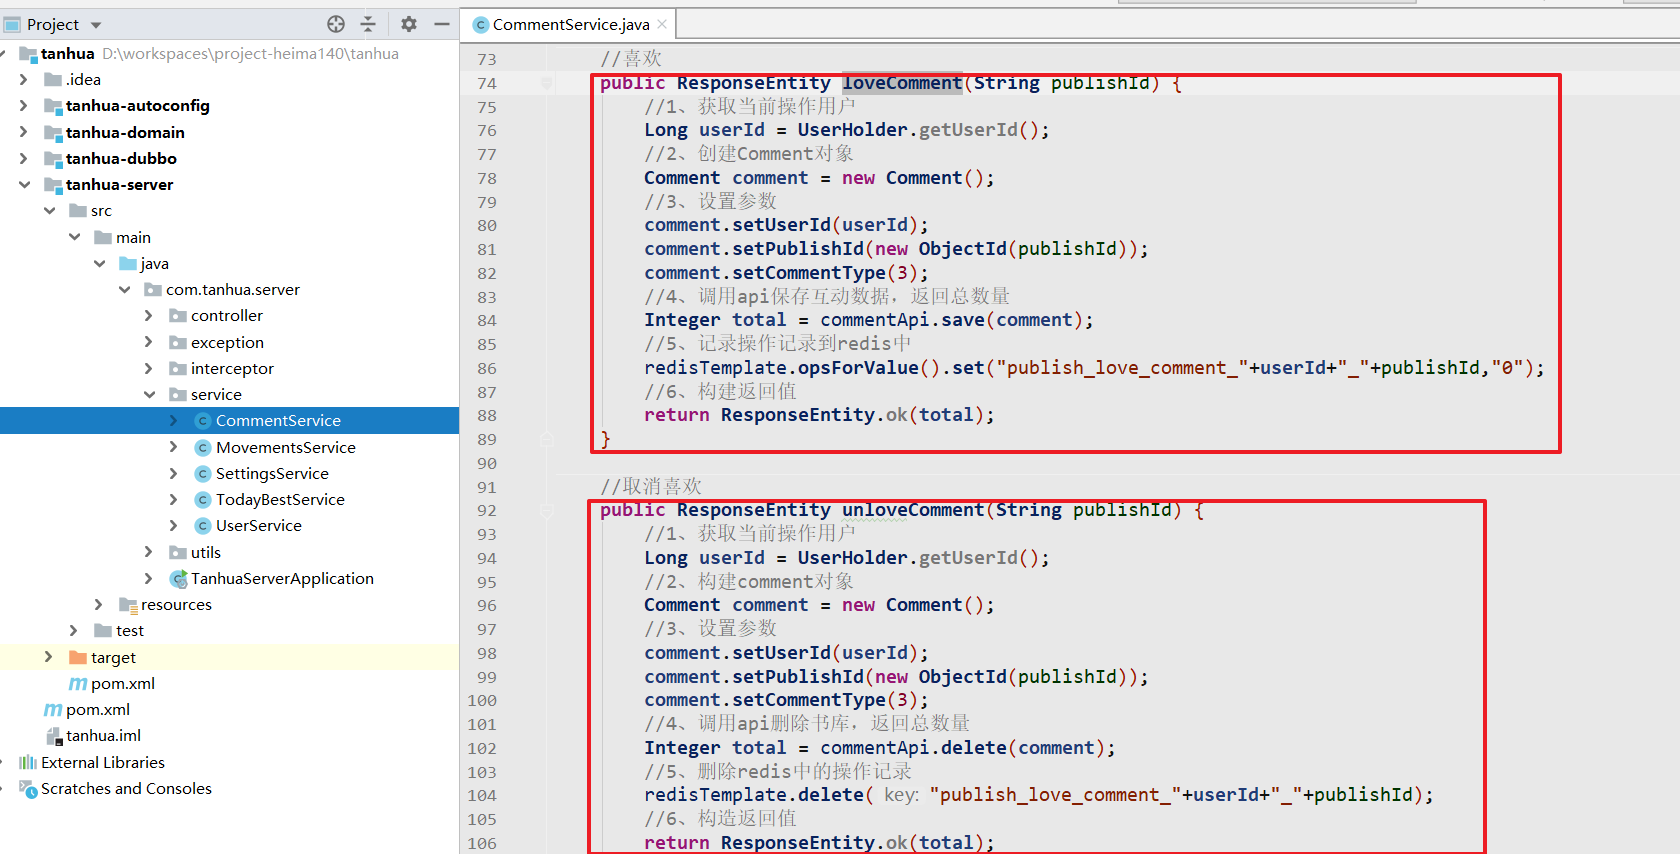 Project
CommentService.java
tanhua D:\workspaces\project-heima140\tanhua
.idea
tanhua-autoconfig
tanhua-domain
tanhua-dubbo
tanhua-server
src
main
java
com.tanhua.server
controller
exception
interceptor
service
CommentService
MovementsService
SettingsService
TodayBestService
UserService
utils
TanhuaServerApplication
resources
test
target
pom.xml
pom.xml
tanhua.iml
External Libraries
Scratches and Consoles
73 //喜欢
74 public ResponseEntity loveComment(String publishId) {
75 //1、获取当前操作用户
76 Long userId = UserHolder.getUserId();
77 //2、创建Comment对象
78 Comment comment = new Comment();
79 //3、设置参数
80 comment.setUserId(userId);
81 comment.setPublishId(new ObjectId(publishId));
82 comment.setCommentType(3);
83 //4、调用api保存互动数据，返回总数量
84 Integer total = commentApi.save(comment);
85 //5、记录操作记录到redis中
86 redisTemplate.opsForValue().set("publish_love_comment_"+userId+"_"+publishId,"0");
87 //6、构建返回值
88 return ResponseEntity.ok(total);
89 }
90
91 //取消喜欢
92 public ResponseEntity unloveComment(String publishId) {
93 //1、获取当前操作用户
94 Long userId = UserHolder.getUserId();
95 //2、构建comment对象
96 Comment comment = new Comment();
97 //3、设置参数
98 comment.setUserId(userId);
99 comment.setPublishId(new ObjectId(publishId));
100 comment.setCommentType(3);
101 //4、调用api删除书库，返回总数量
102 Integer total = commentApi.delete(comment);
103 //5、删除redis中的操作记录
104 redisTemplate.delete( key: "publish_love_comment_"+userId+"_"+publishId);
105 //6、构造返回值
106 return ResponseEntity.ok(total);